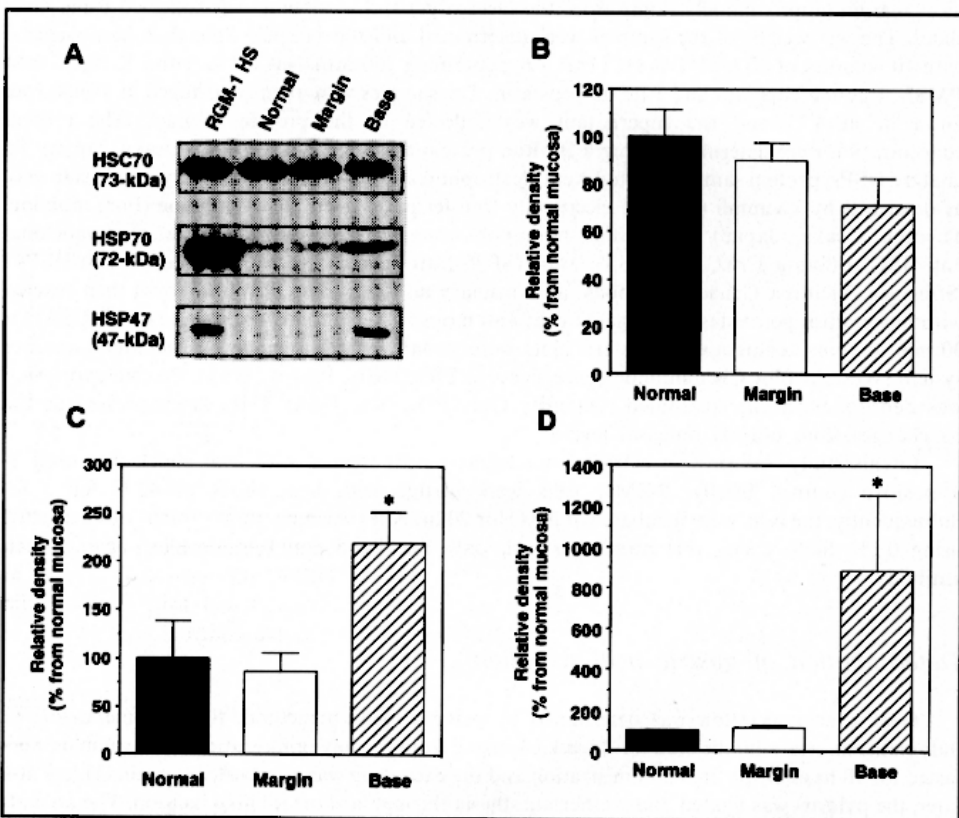 A
RGM-1 HS
Normal
Margin
Base
HSC70
(73-kDa)
HSP70
(72-kDa)
HSP47
(47-kDa)
B
Relative density
(% from normal mucosa)
120
100
80
60
40
20
0
Normal
Margin
Base
C
Relative density
(% from normal mucosa)
300
250
200
150
100
50
0
*
Normal
Margin
Base
D
Relative density
(% from normal mucosa)
1400
1200
1000
800
600
400
200
0
*
Normal
Margin
Base